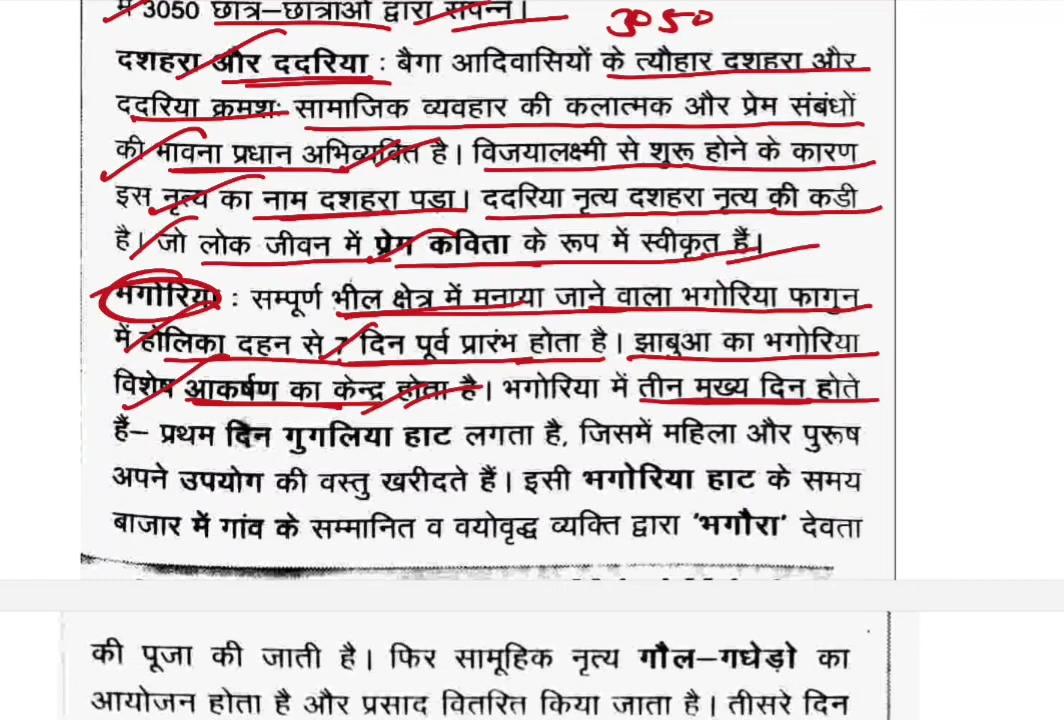 में 3050 छात्र–छात्राओं द्वारा संपन्न।
3050
दशहरा और ददरिया : बैगा आदिवासियों के त्यौहार दशहरा और
ददरिया क्रमशः सामाजिक व्यवहार की कलात्मक और प्रेम संबंधों
की भावना प्रधान अभिव्यक्ति है। विजयालक्ष्मी से शुरू होने के कारण
इस नृत्य का नाम दशहरा पडा। ददरिया नृत्य दशहरा नृत्य की कडी
है। जो लोक जीवन में प्रेम कविता के रूप में स्वीकृत हैं।
भगोरिया : सम्पूर्ण भील क्षेत्र में मनाया जाने वाला भगोरिया फागुन
में होलिका दहन से 7 दिन पूर्व प्रारंभ होता है। झाबुआ का भगोरिया
विशेष आकर्षण का केन्द्र होता है। भगोरिया में तीन मुख्य दिन होते
हैं– प्रथम दिन गुगलिया हाट लगता है, जिसमें महिला और पुरूष
अपने उपयोग की वस्तु खरीदते हैं। इसी भगोरिया हाट के समय
बाजार में गांव के सम्मानित व वयोवृद्ध व्यक्ति द्वारा 'भगौरा' देवता
की पूजा की जाती है। फिर सामूहिक नृत्य गौल–गधेड़ो का
आयोजन होता है और प्रसाद वितरित किया जाता है। तीसरे दिन